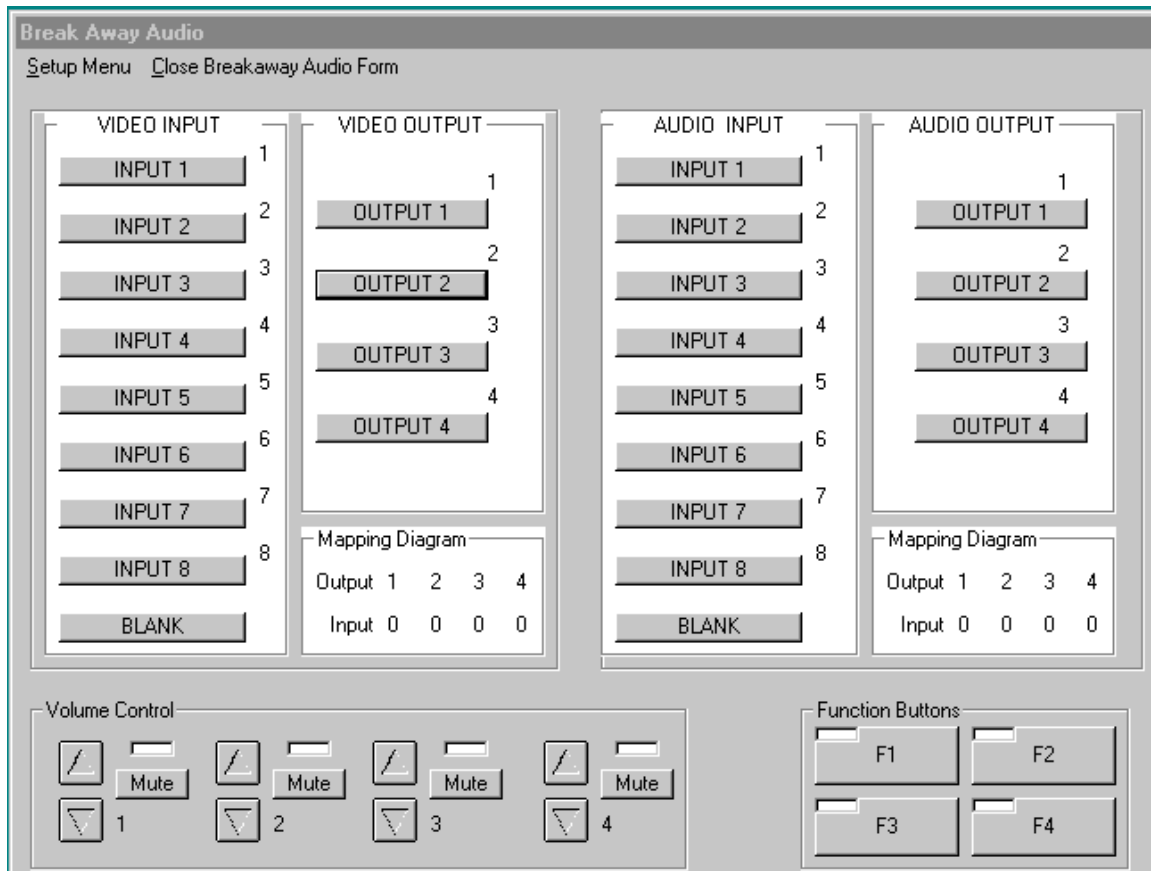 Break Away Audio
Setup Menu   Close Breakaway Audio Form
VIDEO INPUT
INPUT 1 1
INPUT 2 2
INPUT 3 3
INPUT 4 4
INPUT 5 5
INPUT 6 6
INPUT 7 7
INPUT 8 8
BLANK
VIDEO OUTPUT
1
OUTPUT 1
2
OUTPUT 2
3
OUTPUT 3
4
OUTPUT 4
Mapping Diagram
Output 1 2 3 4
Input 0 0 0 0
AUDIO INPUT
INPUT 1 1
INPUT 2 2
INPUT 3 3
INPUT 4 4
INPUT 5 5
INPUT 6 6
INPUT 7 7
INPUT 8 8
BLANK
AUDIO OUTPUT
1
OUTPUT 1
2
OUTPUT 2
3
OUTPUT 3
4
OUTPUT 4
Mapping Diagram
Output 1 2 3 4
Input 0 0 0 0
Volume Control
Mute Mute Mute Mute
1 2 3 4
Function Buttons
F1 F2
F3 F4